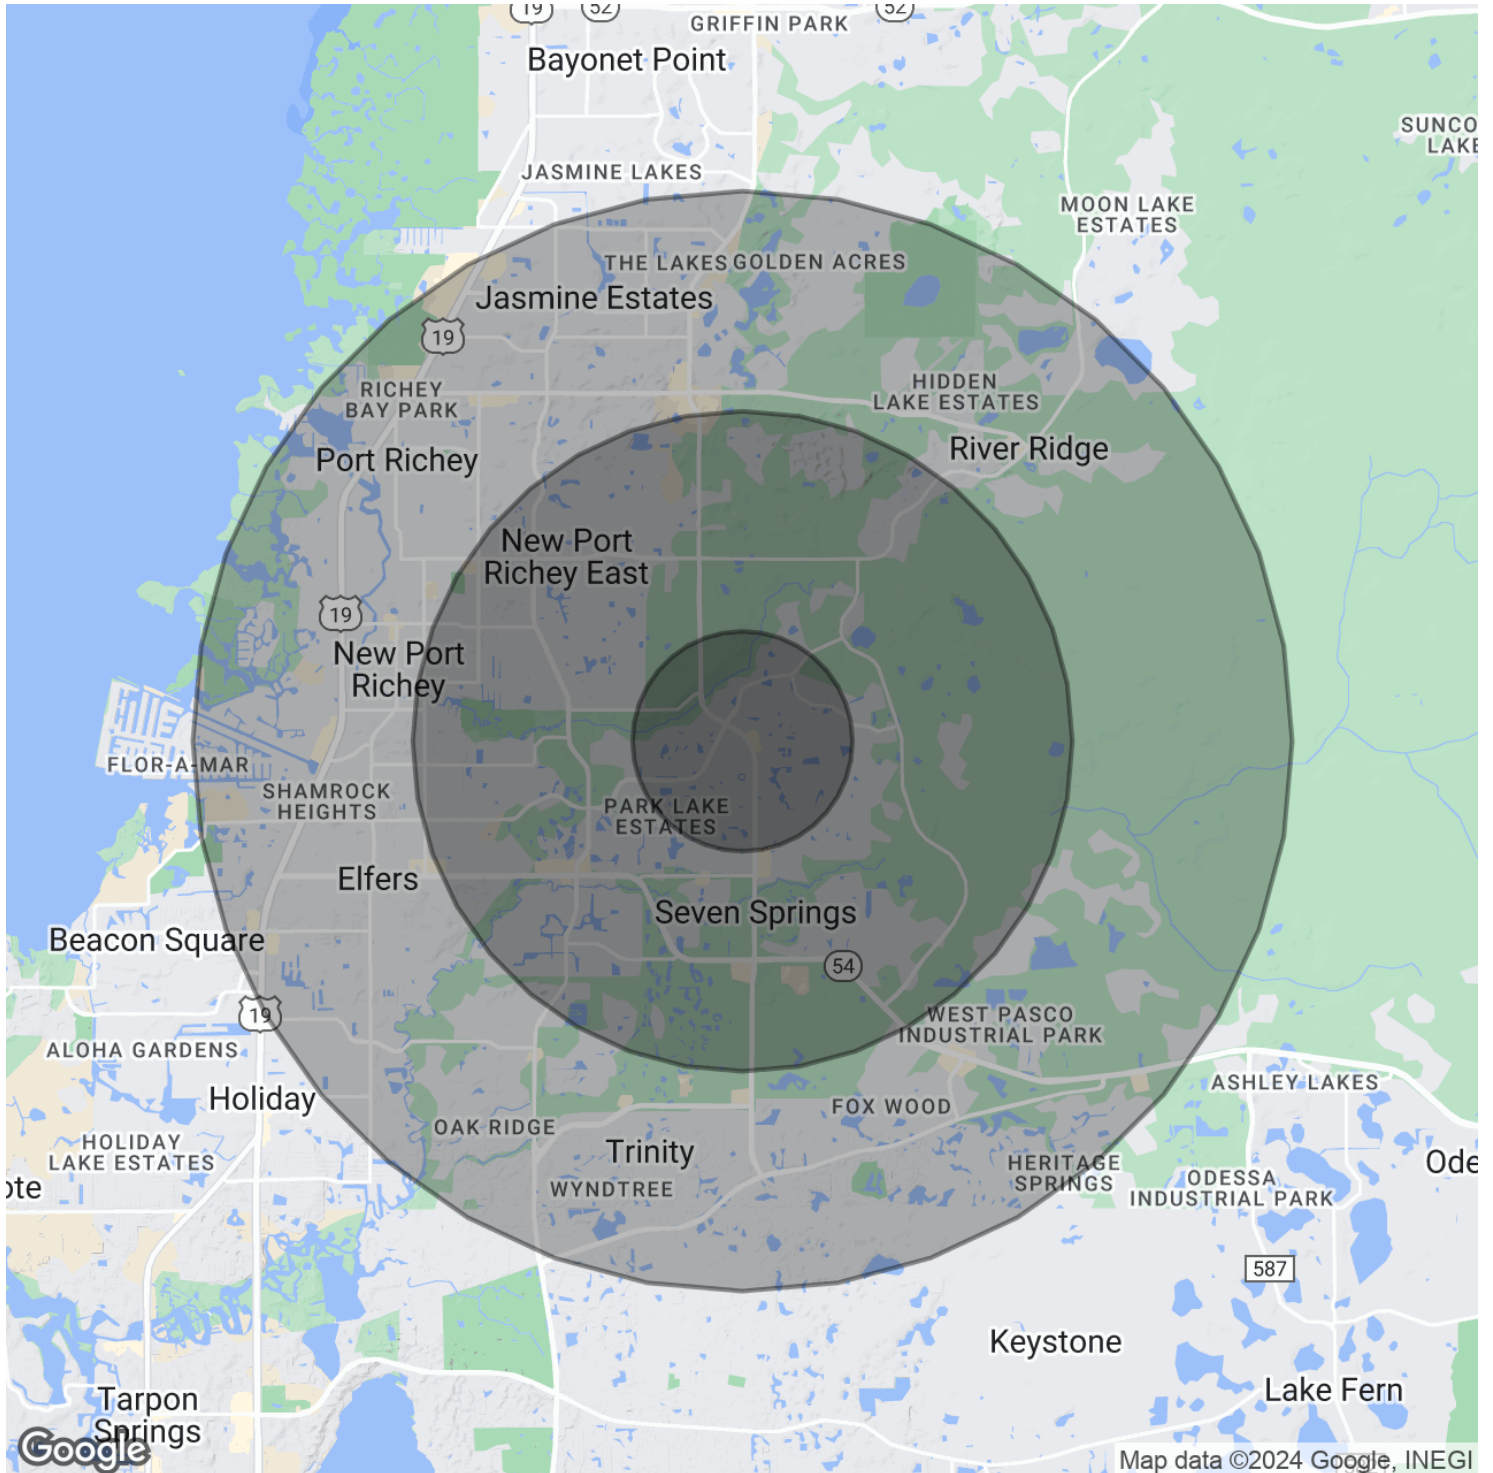 19
52
52
GRIFFIN PARK
Bayonet Point
SUNCO
LAKE
JASMINE LAKES
MOON LAKE
ESTATES
THE LAKES
GOLDEN ACRES
Jasmine Estates
19
RICHEY
BAY PARK
HIDDEN
LAKE ESTATES
Port Richey
River Ridge
New Port
Richey East
19
New Port
Richey
FLOR-A-MAR
SHAMROCK
HEIGHTS
PARK LAKE
ESTATES
Elfers
Seven Springs
Beacon Square
54
19
WEST PASCO
INDUSTRIAL PARK
ALOHA GARDENS
ASHLEY LAKES
Holiday
FOX WOOD
OAK RIDGE
HOLIDAY
LAKE ESTATES
Trinity
HERITAGE
SPRINGS
Ode
ote
WYNDTREE
ODESSA
INDUSTRIAL PARK
587
Keystone
Lake Fern
Tarpon
Springs
Google
Map data ©2024 Google, INEGI